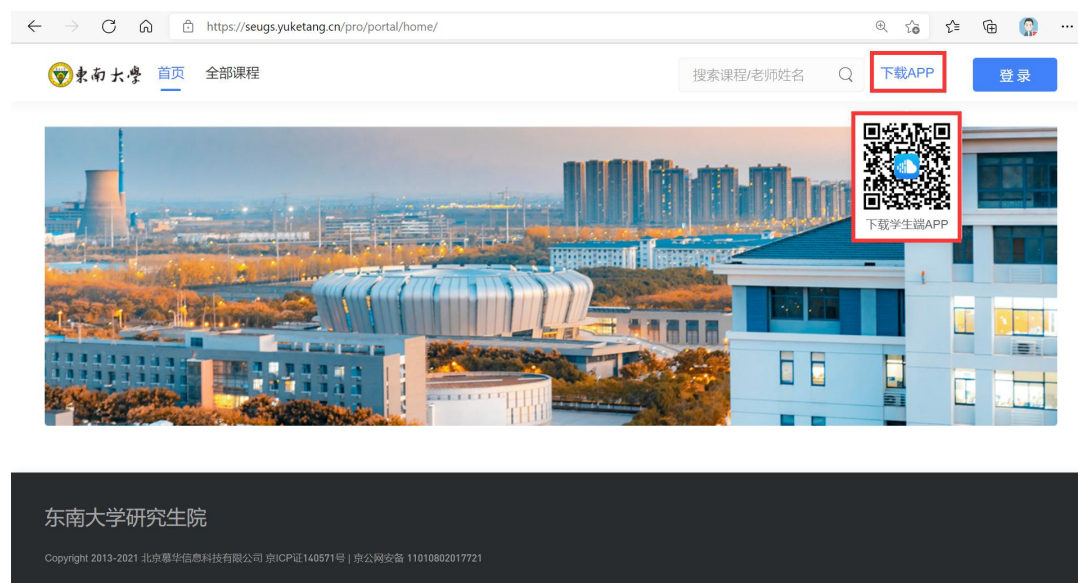 https://seugs.yuketang.cn/pro/portal/home/
東南大學 首页 全部课程 搜索课程/老师姓名 下载APP 登录
下载学生端APP
东南大学研究生院
Copyright 2013-2021 北京慕华信息科技有限公司 京ICP证140571号 | 京公网安备 11010802017721